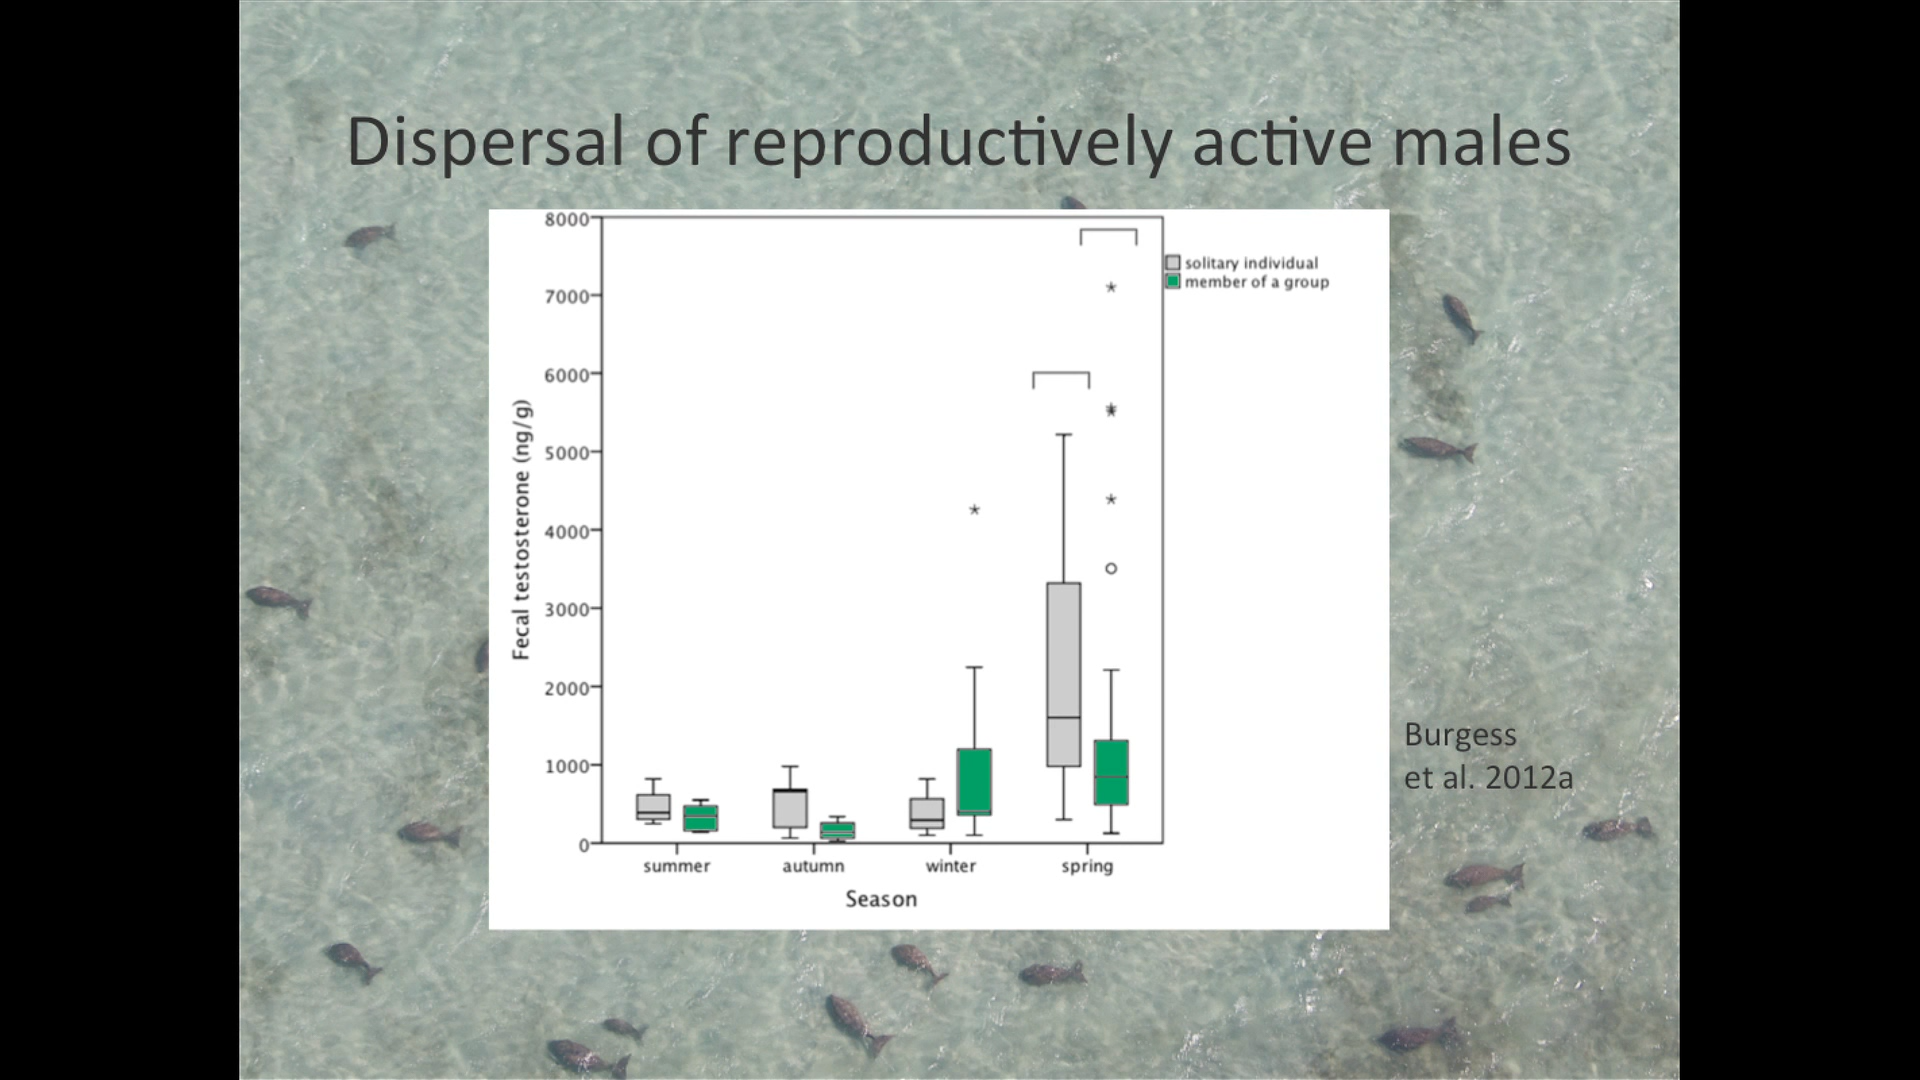 Dispersal of reproductively active males
8000
7000
6000
5000
4000
3000
2000
1000
0
Fecal testosterone (ng/g)
summer autumn winter spring
Season
solitary individual
member of a group
Burgess
et al. 2012a